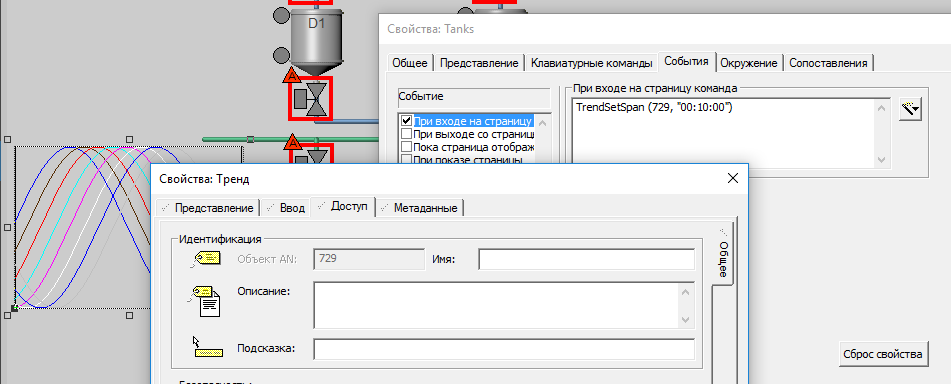 D1
A
A
Свойства: Tanks
Общее
Представление
Клавиатурные команды
События
Окружение
Сопоставления
Событие
При входе на страницу
При выходе со страниц
Пока страница отображ
При показе страницы
При входе на страницу команда
TrendSetSpan (729, "00:10:00")
Свойства: Тренд
Представление
Ввод
Доступ
Метаданные
Идентификация
Объект AN:
729
Имя:
Описание:
Подсказка:
Общее
Сброс свойства